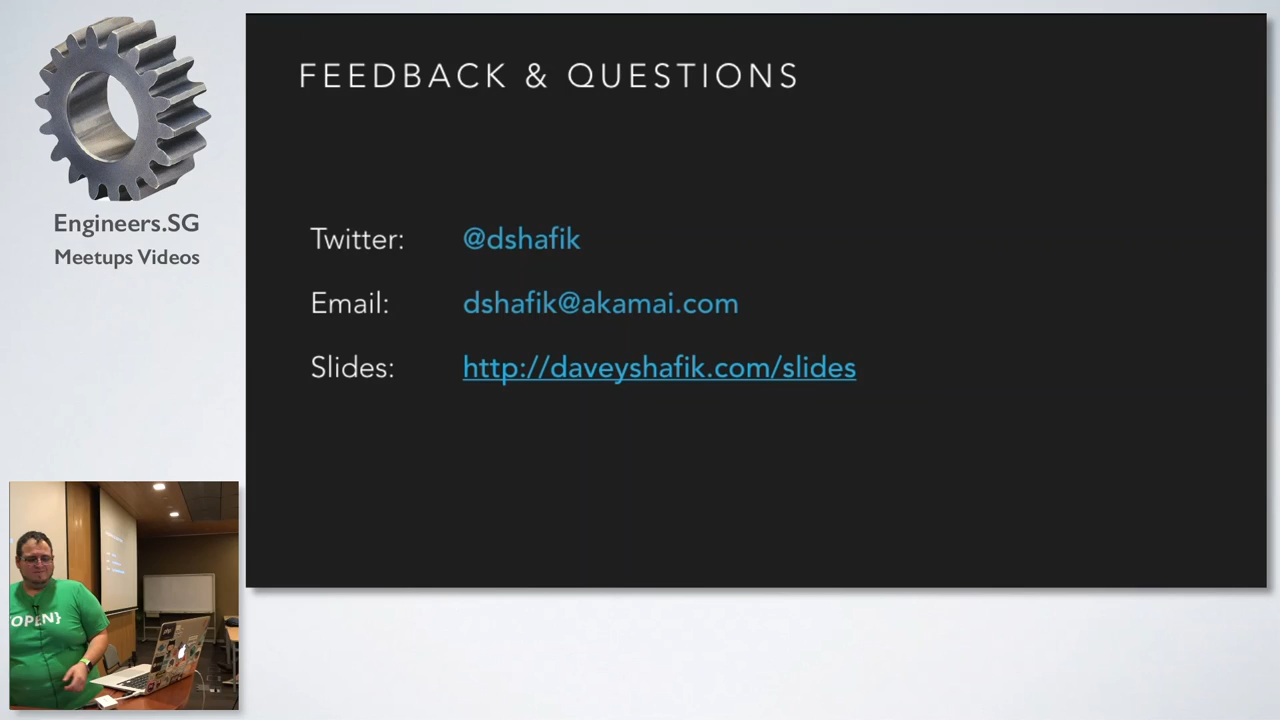 Engineers.SG
Meetups Videos
FEEDBACK & QUESTIONS
Twitter: @dshafik
Email: dshafik@akamai.com
Slides: http://daveyshafik.com/slides
{OPEN}